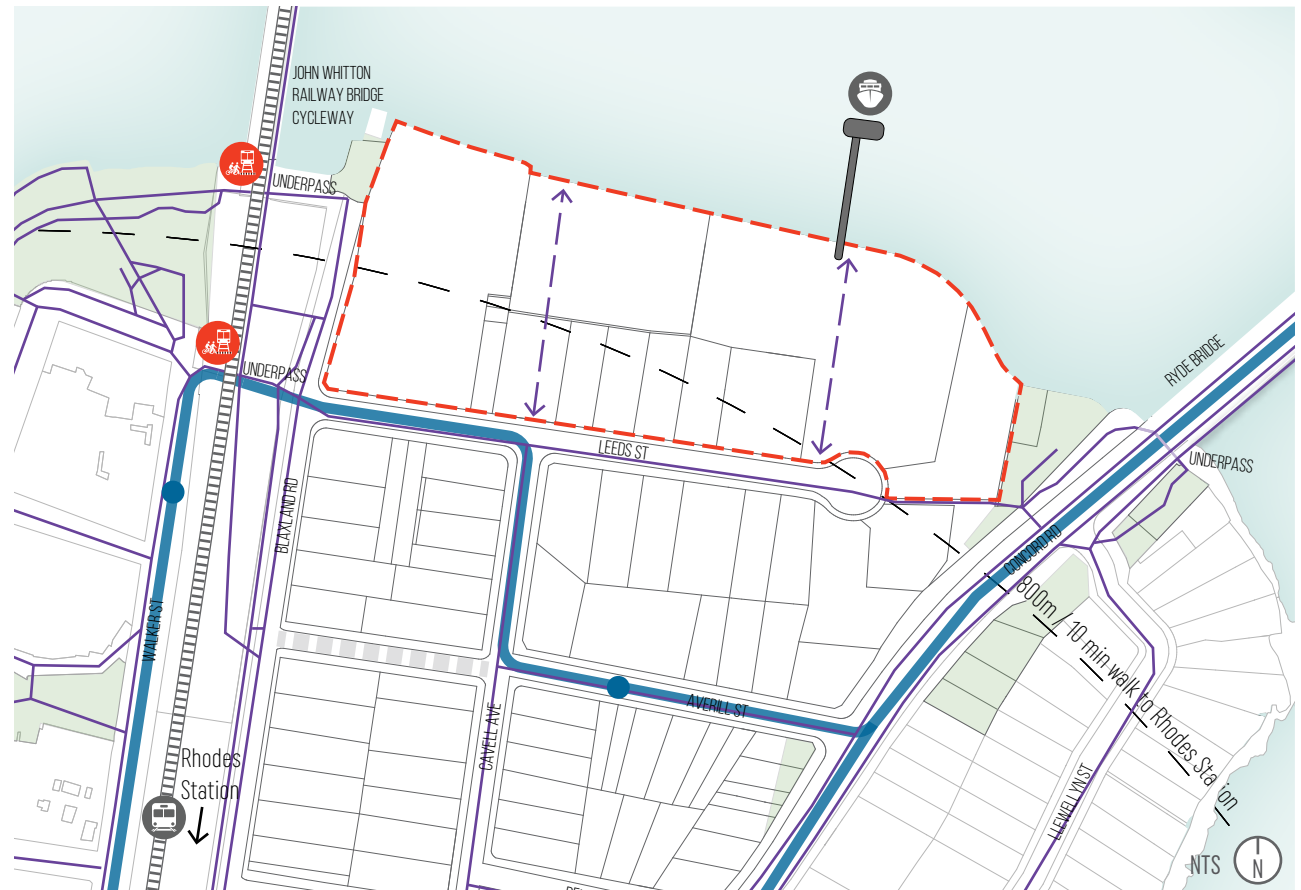 JOHN WHITTON
RAILWAY BRIDGE
CYCLEWAY
UNDERPASS
UNDERPASS
RYDE BRIDGE
LEEDS ST
UNDERPASS
BLAXLAND RD
CONCORD RD
800m / 10 min walk to Rhodes Station
WALKER ST
AVERILL ST
CAVELL AVE
Rhodes
Station
LLEWELLYN ST
NTS
N